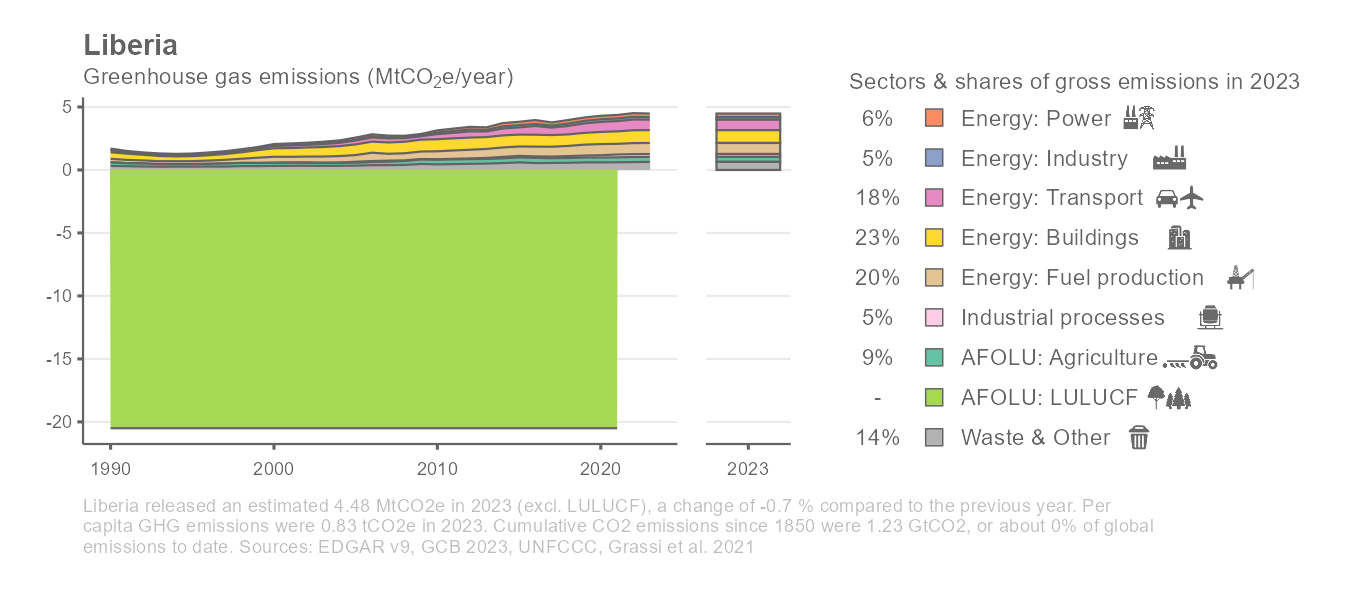 Liberia
Greenhouse gas emissions (MtCO₂e/year)
5
0
-5
-10
-15
-20
1990
2000
2010
2020
2023
Sectors & shares of gross emissions in 2023
6% Energy: Power
5% Energy: Industry
18% Energy: Transport
23% Energy: Buildings
20% Energy: Fuel production
5% Industrial processes
9% AFOLU: Agriculture
- AFOLU: LULUCF
14% Waste & Other
Liberia released an estimated 4.48 MtCO2e in 2023 (excl. LULUCF), a change of -0.7 % compared to the previous year. Per
capita GHG emissions were 0.83 tCO2e in 2023. Cumulative CO2 emissions since 1850 were 1.23 GtCO2, or about 0% of global
emissions to date. Sources: EDGAR v9, GCB 2023, UNFCCC, Grassi et al. 2021